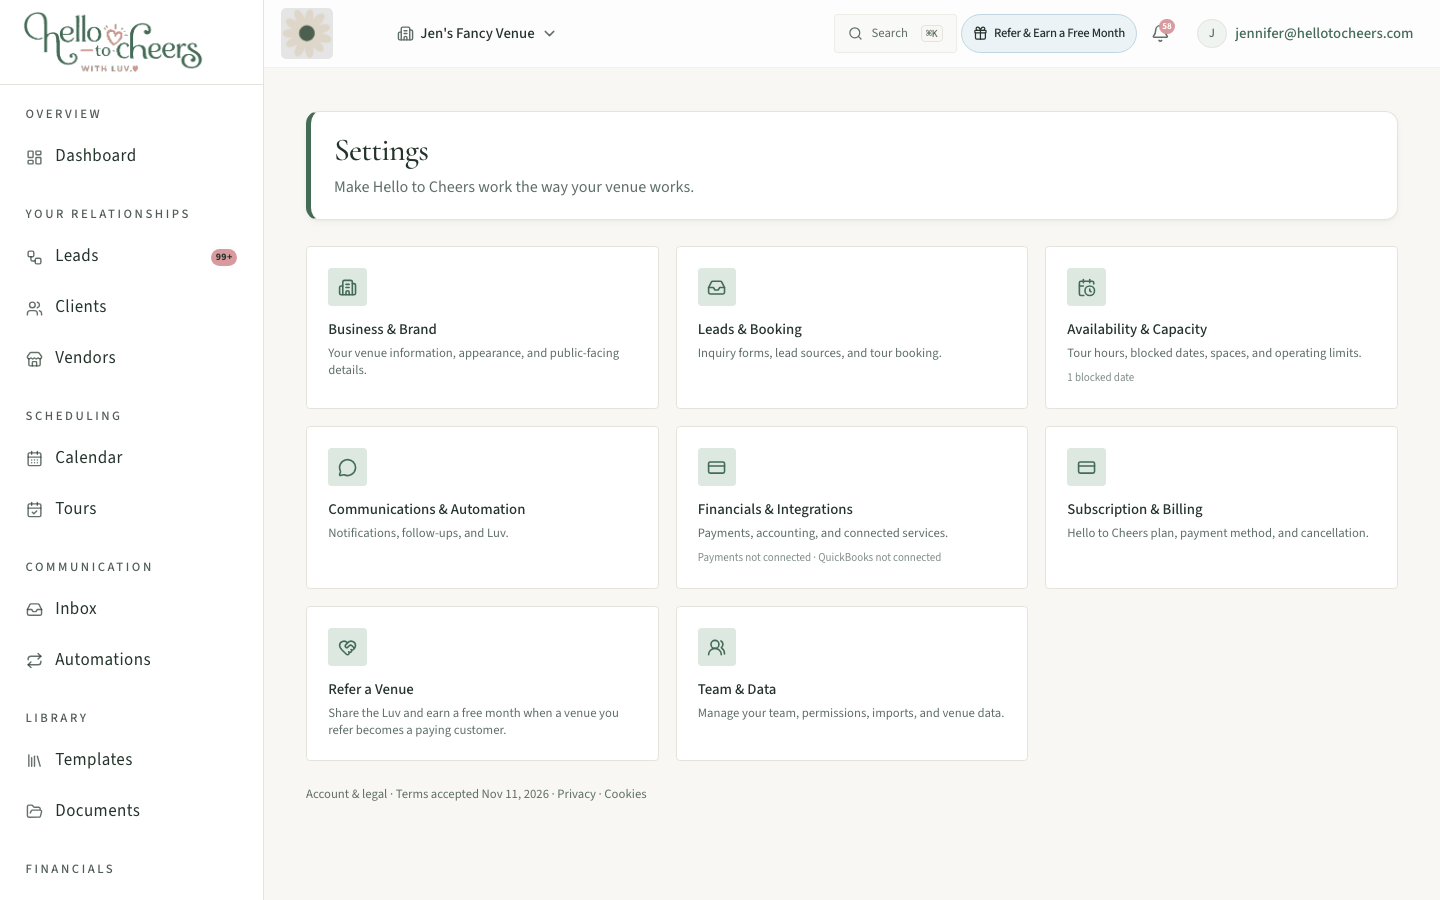 hello
to cheers
WITH LUV.
Jen's Fancy Venue
Search
⌘K
Refer & Earn a Free Month
58
J
jennifer@hellotocheers.com
OVERVIEW
Dashboard
YOUR RELATIONSHIPS
Leads
99+
Clients
Vendors
SCHEDULING
Calendar
Tours
COMMUNICATION
Inbox
Automations
LIBRARY
Templates
Documents
FINANCIALS
Settings
Make Hello to Cheers work the way your venue works.
Business & Brand
Your venue information, appearance, and public-facing
details.
Leads & Booking
Inquiry forms, lead sources, and tour booking.
Availability & Capacity
Tour hours, blocked dates, spaces, and operating limits.
1 blocked date
Communications & Automation
Notifications, follow-ups, and Luv.
Financials & Integrations
Payments, accounting, and connected services.
Payments not connected · QuickBooks not connected
Subscription & Billing
Hello to Cheers plan, payment method, and cancellation.
Refer a Venue
Share the Luv and earn a free month when a venue you
refer becomes a paying customer.
Team & Data
Manage your team, permissions, imports, and venue data.
Account & legal · Terms accepted Nov 11, 2026 · Privacy · Cookies